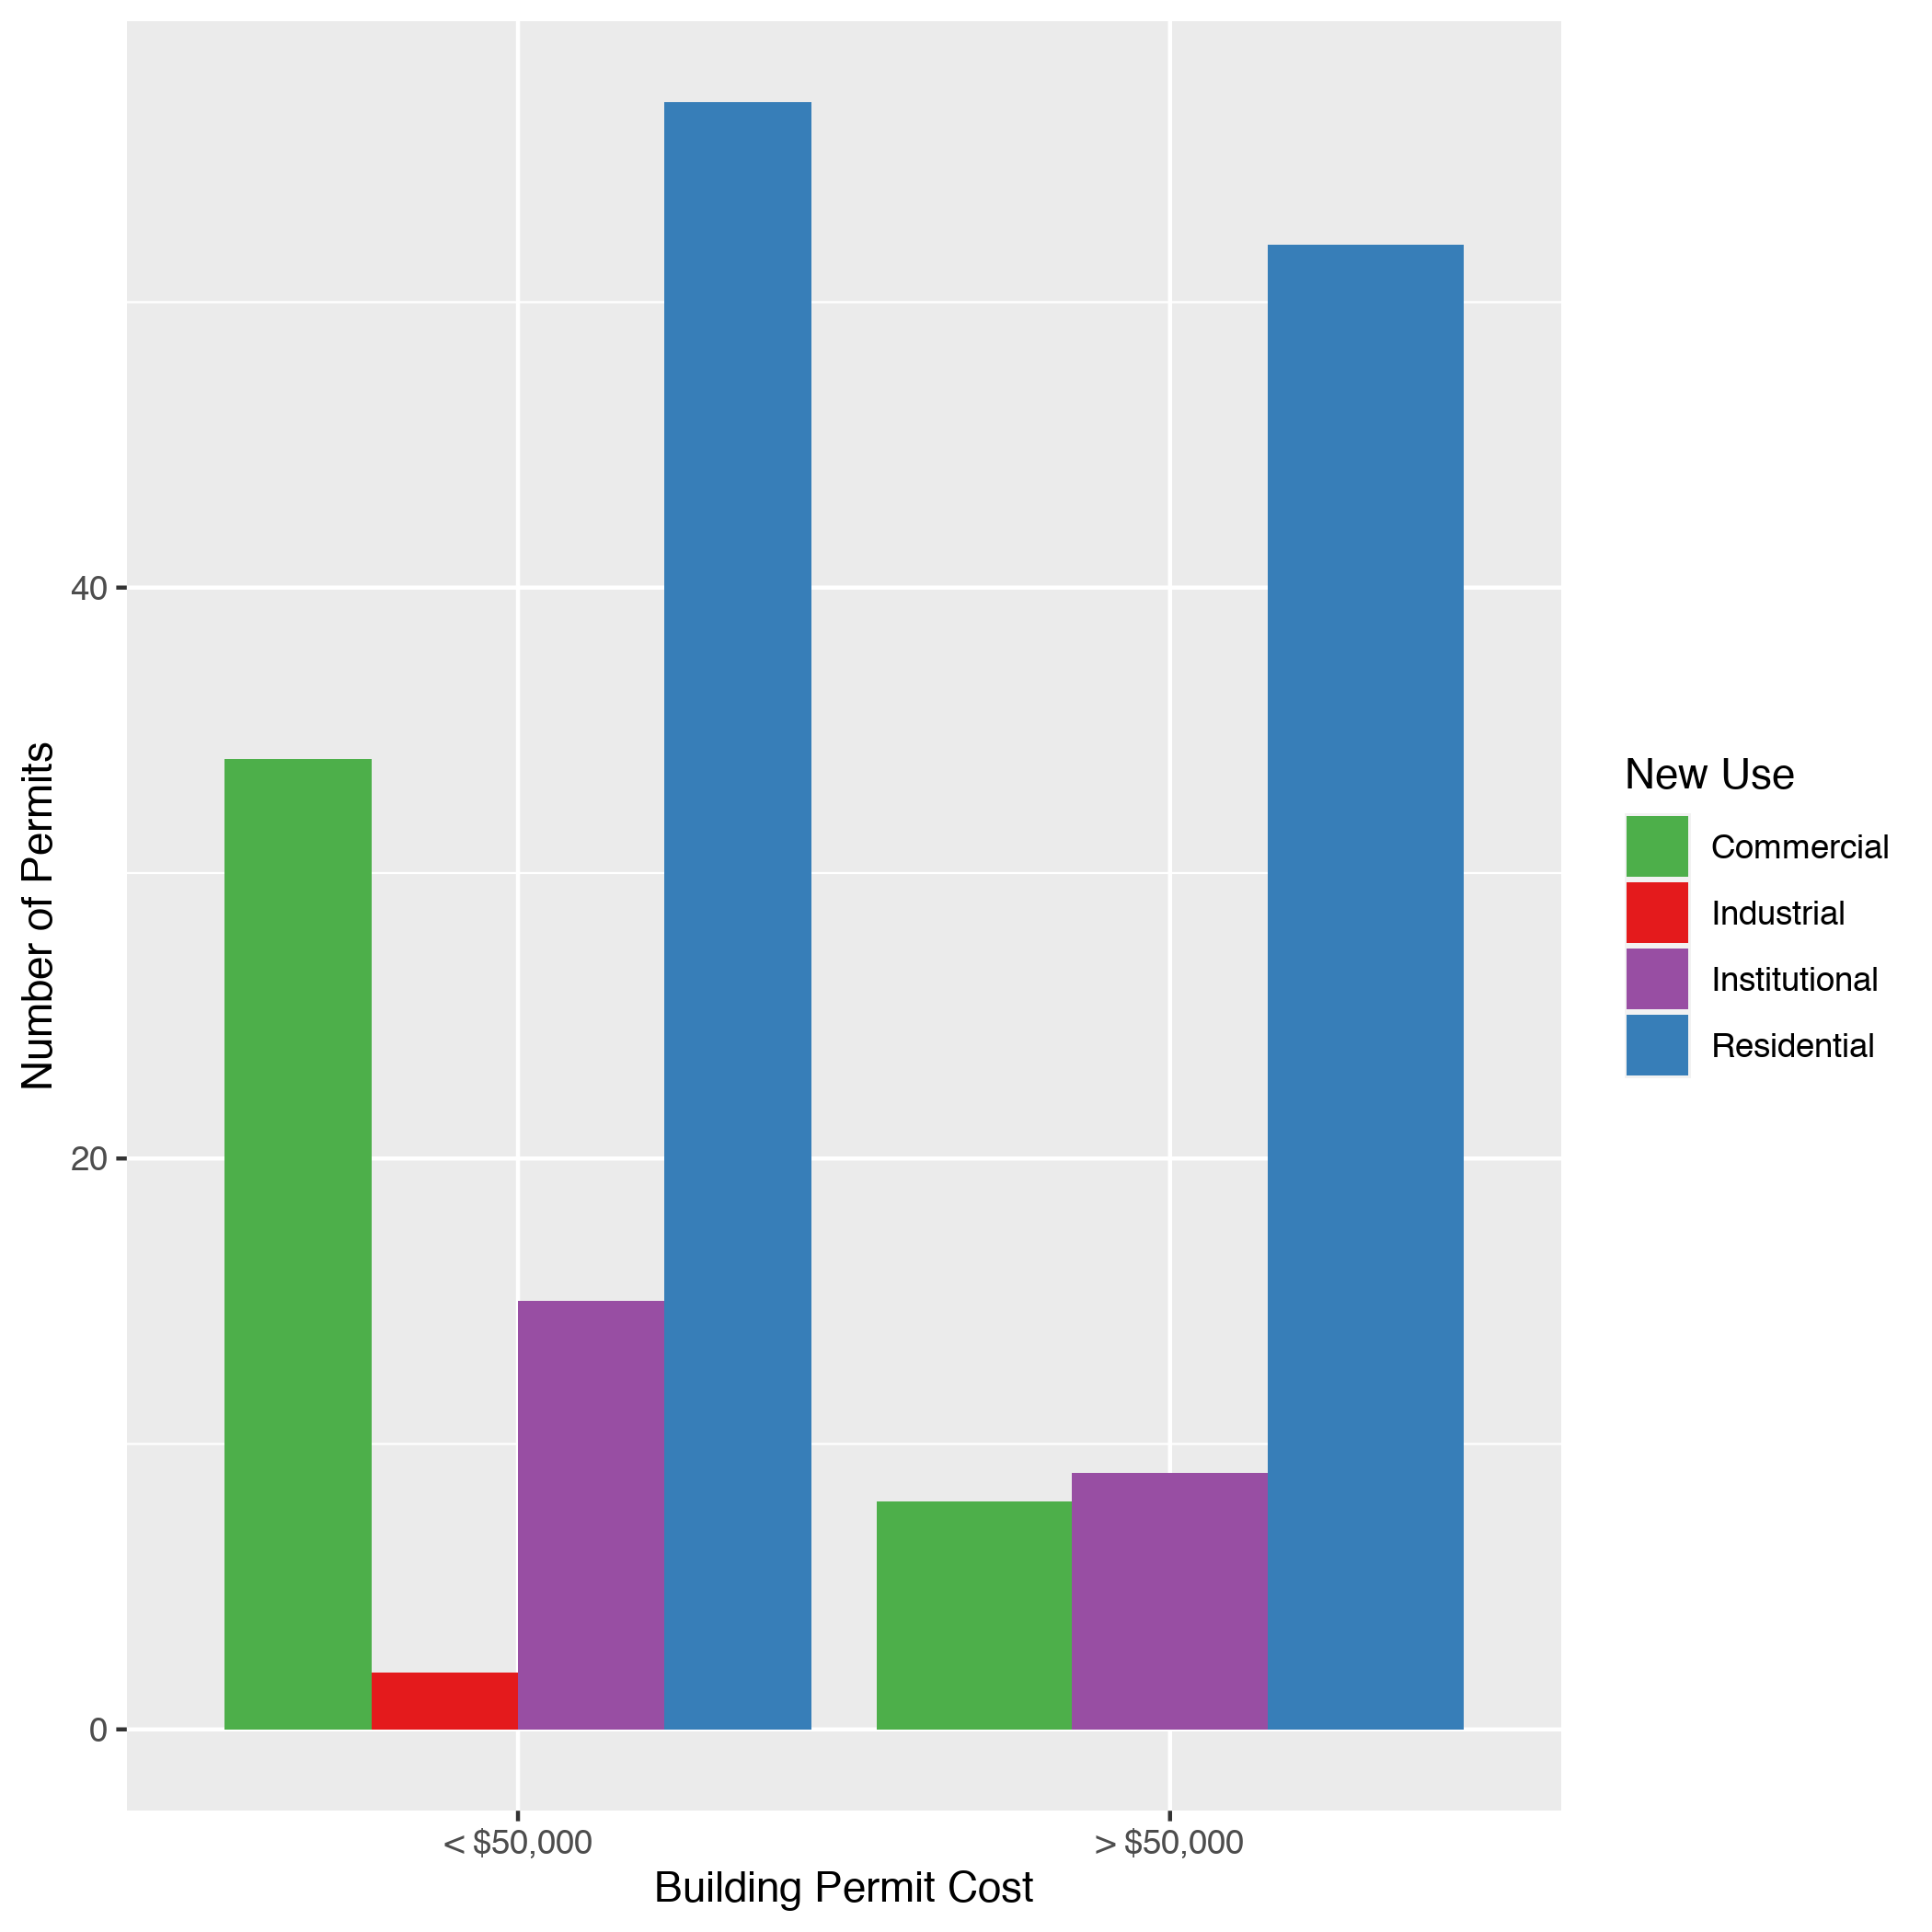 Number of Permits
40
20
0
< $50,000
> $50,000
Building Permit Cost
New Use
Commercial
Industrial
Institutional
Residential